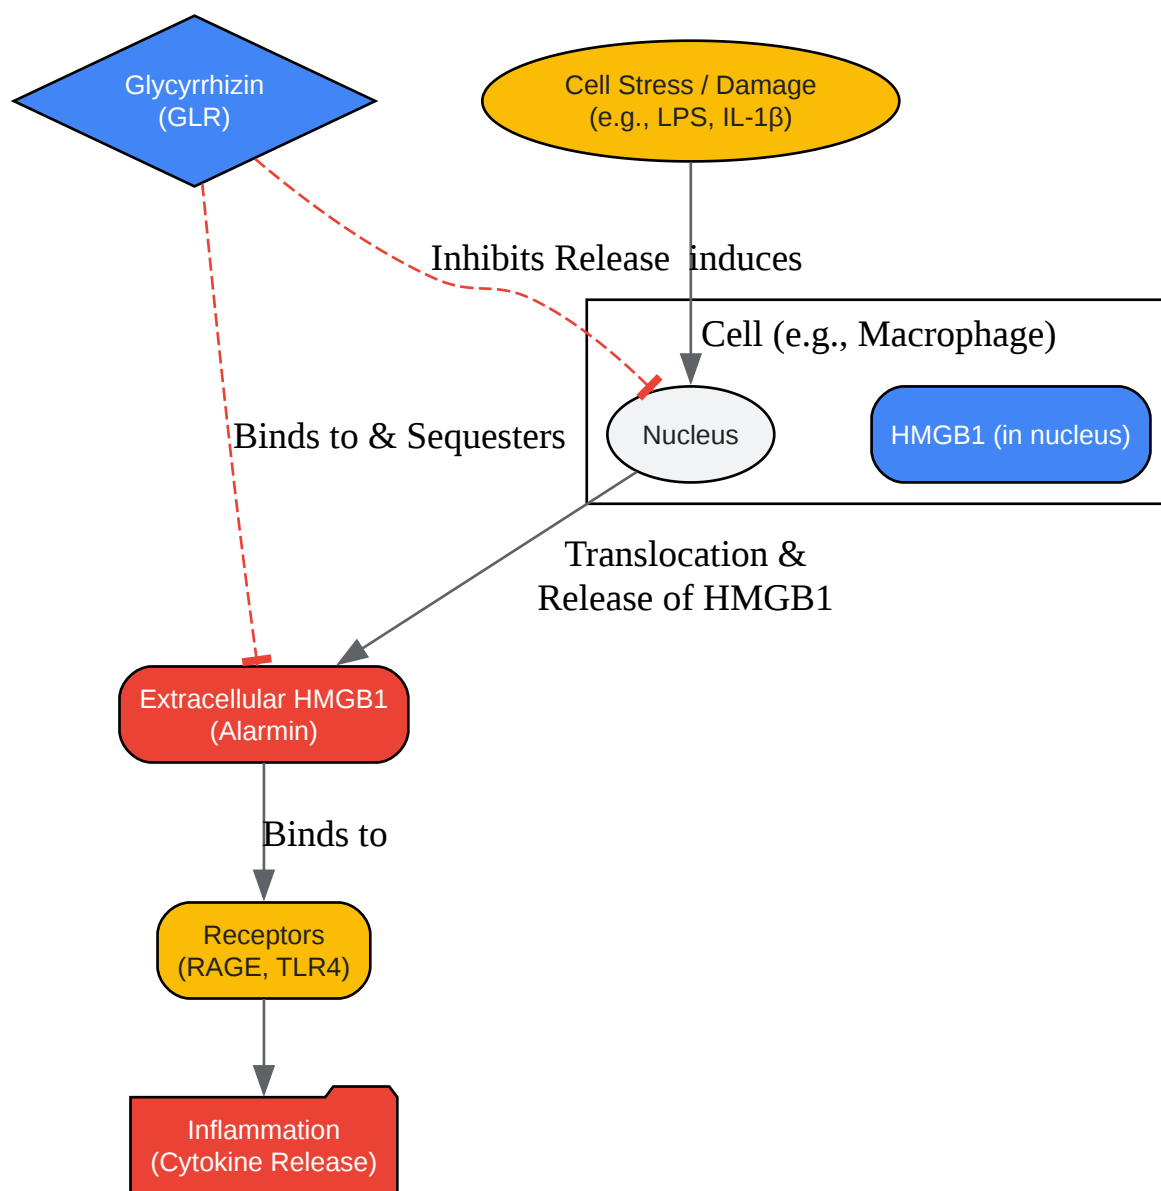 Glycyrrhizin
(GLR)
Cell Stress / Damage
(e.g., LPS, IL-1β)
Inhibits Release
induces
Cell (e.g., Macrophage)
Binds to & Sequesters
Nucleus
HMGB1 (in nucleus)
Translocation &
Release of HMGB1
Extracellular HMGB1
(Alarmin)
Binds to
Receptors
(RAGE, TLR4)
Inflammation
(Cytokine Release)